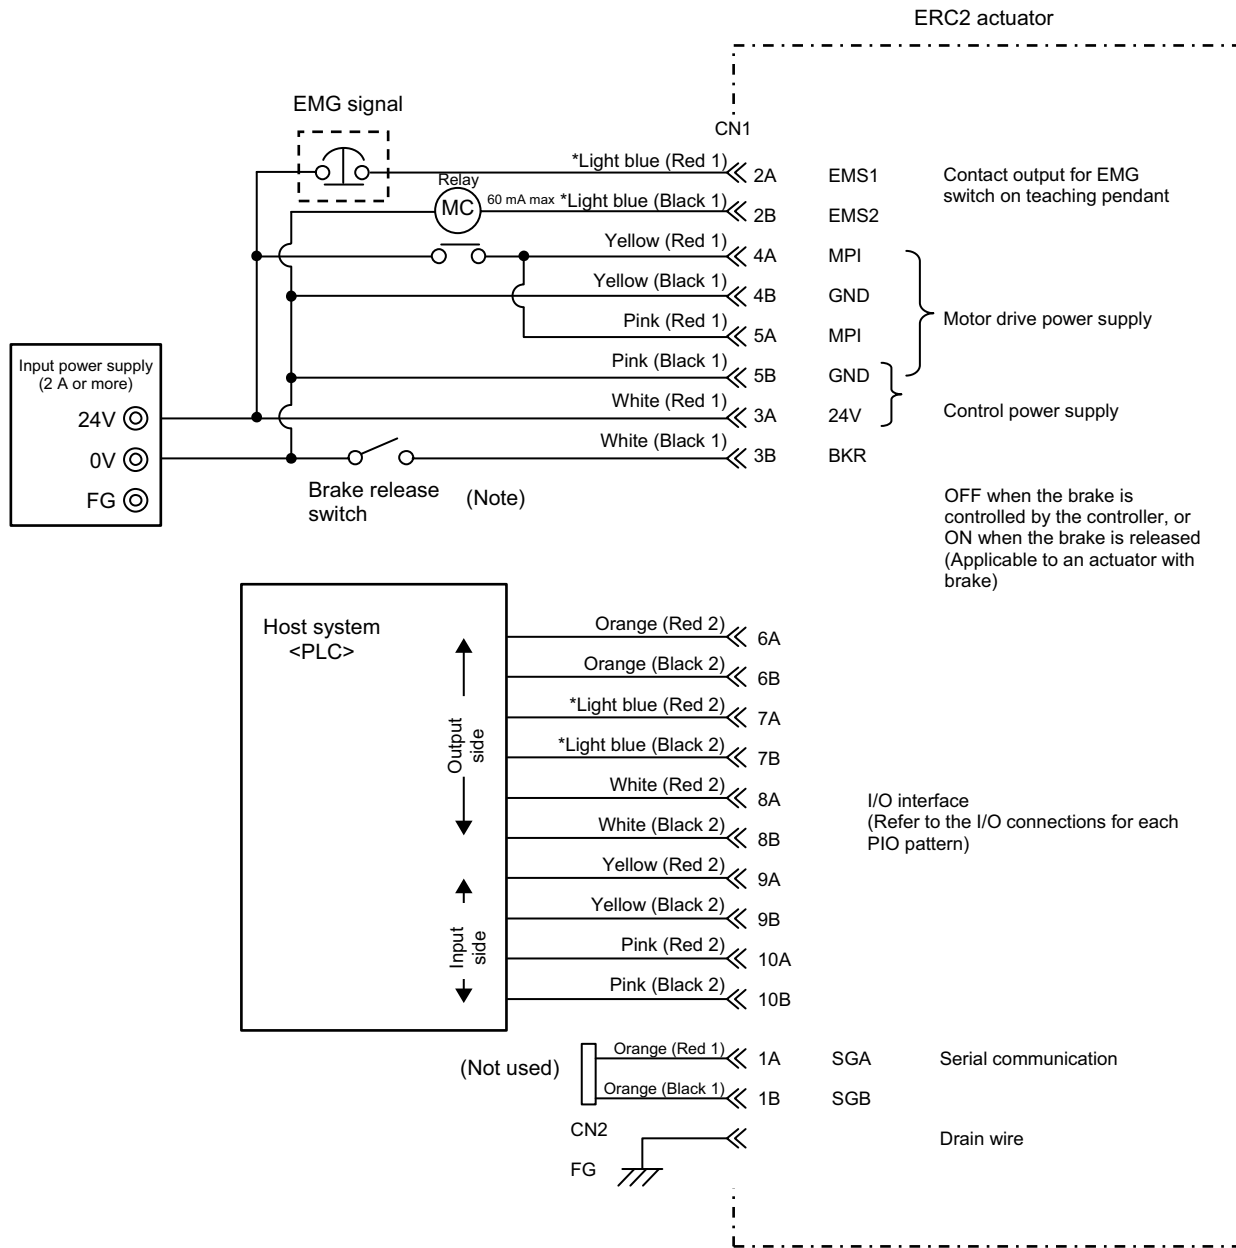 ERC2 actuator
EMG signal
CN1
*Light blue (Red 1)
2A
EMS1
Contact output for EMG
switch on teaching pendant
Relay
MC
60 mA max
*Light blue (Black 1)
2B
EMS2
Yellow (Red 1)
4A
MPI
Yellow (Black 1)
4B
GND
Motor drive power supply
Pink (Red 1)
5A
MPI
Input power supply
(2 A or more)
24V
0V
FG
Pink (Black 1)
5B
GND
Control power supply
White (Red 1)
3A
24V
White (Black 1)
3B
BKR
Brake release
switch
(Note)
OFF when the brake is
controlled by the controller, or
ON when the brake is released
(Applicable to an actuator with
brake)
Host system
<PLC>
Output
side
Input
side
Orange (Red 2)
6A
Orange (Black 2)
6B
*Light blue (Red 2)
7A
*Light blue (Black 2)
7B
White (Red 2)
8A
White (Black 2)
8B
I/O interface
(Refer to the I/O connections for each
PIO pattern)
Yellow (Red 2)
9A
Yellow (Black 2)
9B
Pink (Red 2)
10A
Pink (Black 2)
10B
(Not used)
Orange (Red 1)
1A
SGA
Serial communication
Orange (Black 1)
1B
SGB
CN2
FG
Drain wire